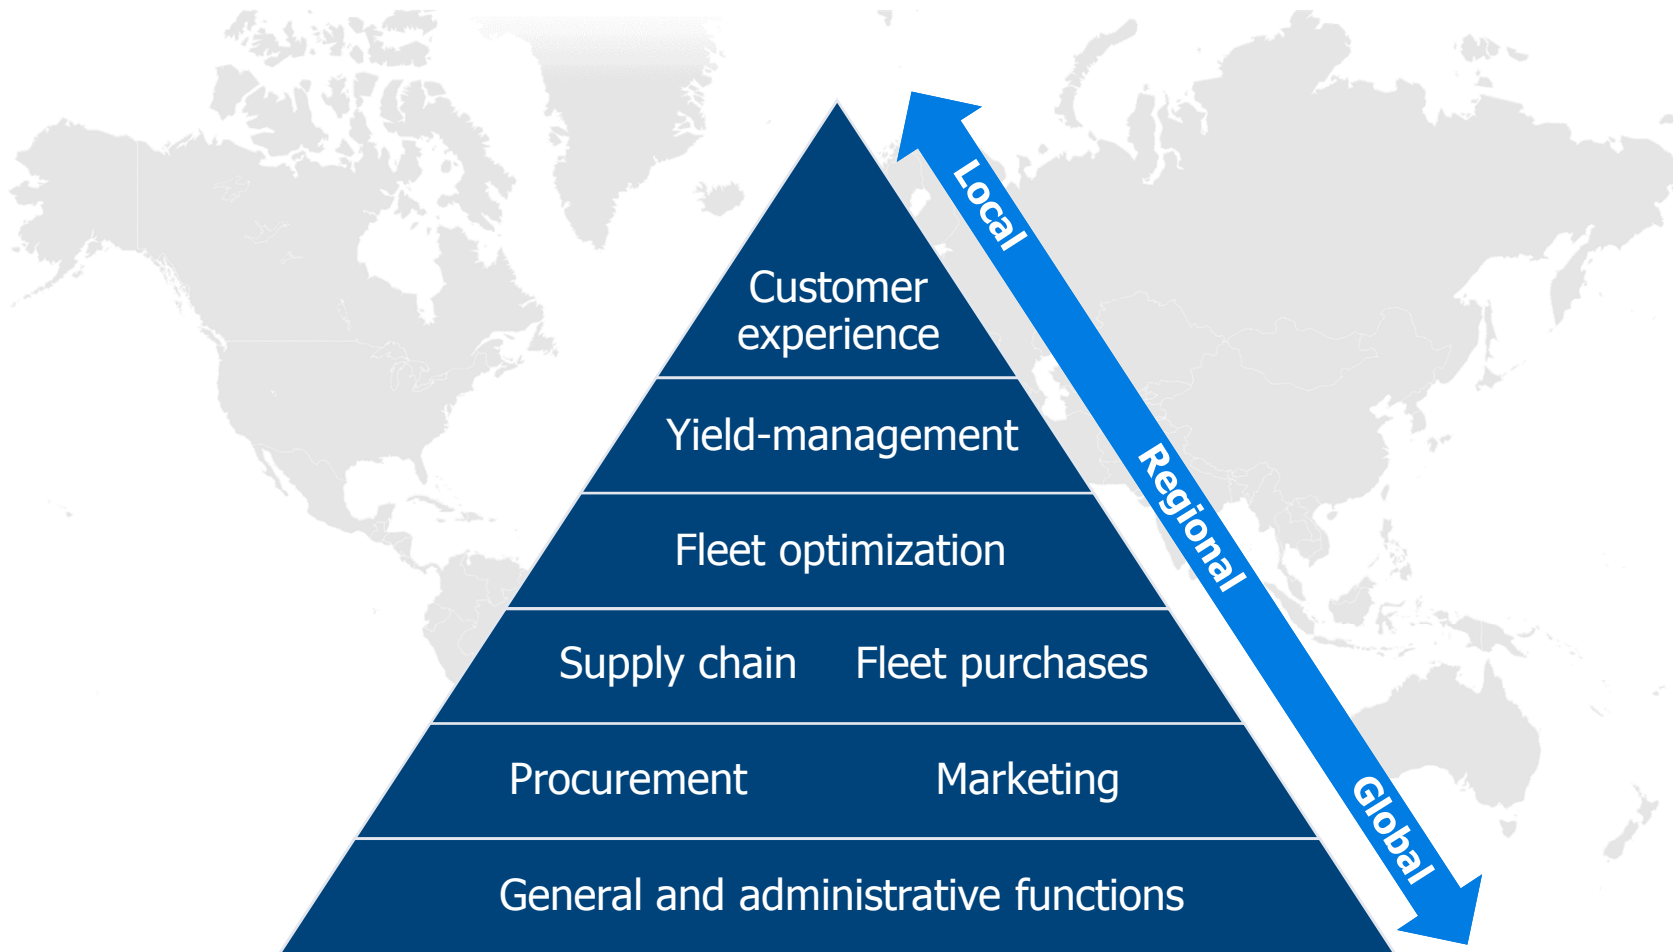 Customer
experience
Yield-management
Fleet optimization
Supply chain
Fleet purchases
Procurement
Marketing
General and administrative functions
Local
Regional
Global